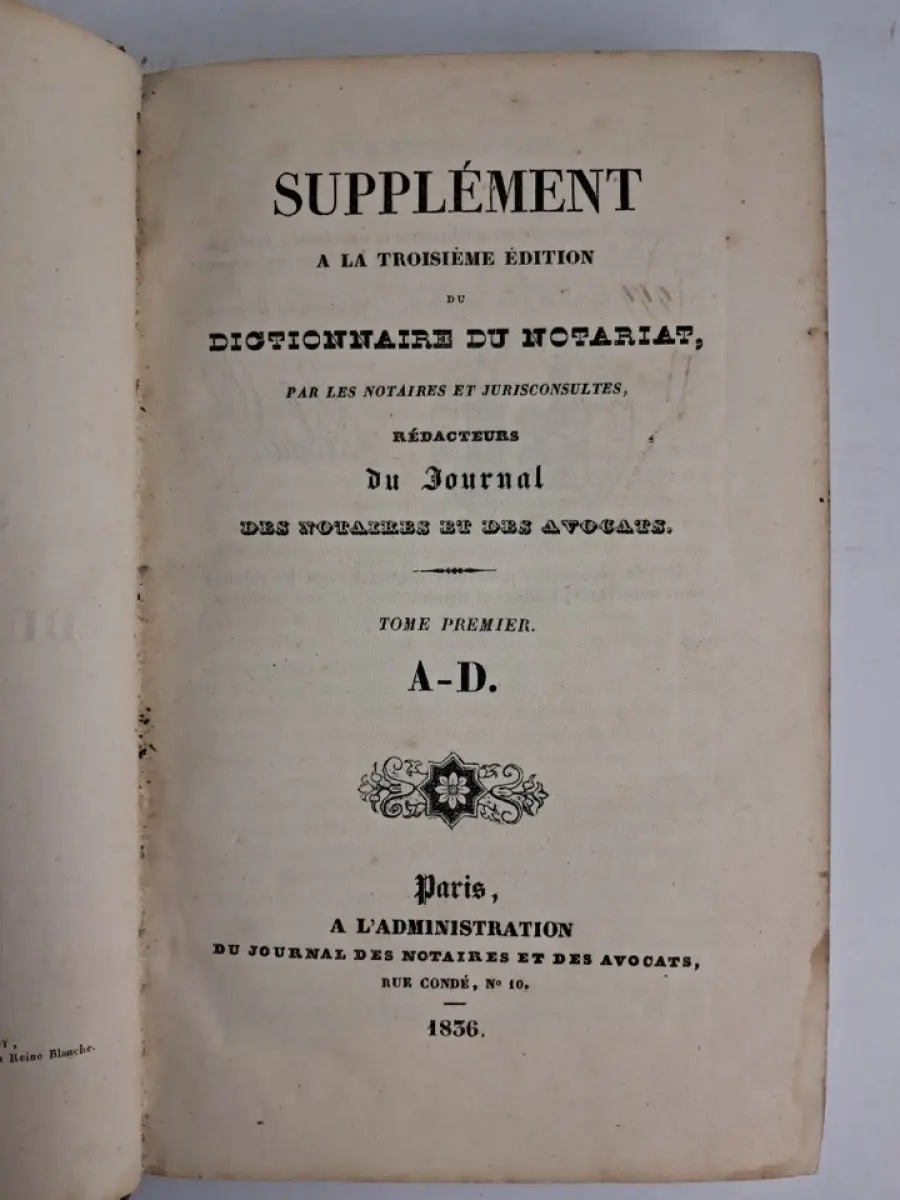 SUPPLÉMENT
A LA TROISIÈME ÉDITION
DU
DICTIONNAIRE DU NOTARIAT,
PAR LES NOTAIRES ET JURISCONSULTES,
RÉDACTEURS
du Journal
DES NOTAIRES ET DES AVOCATS.
TOME PREMIER.
A-D.
Paris,
A L'ADMINISTRATION
DU JOURNAL DES NOTAIRES ET DES AVOCATS,
RUE CONDÉ, Nº 10.
1836.
Reine Blanche.